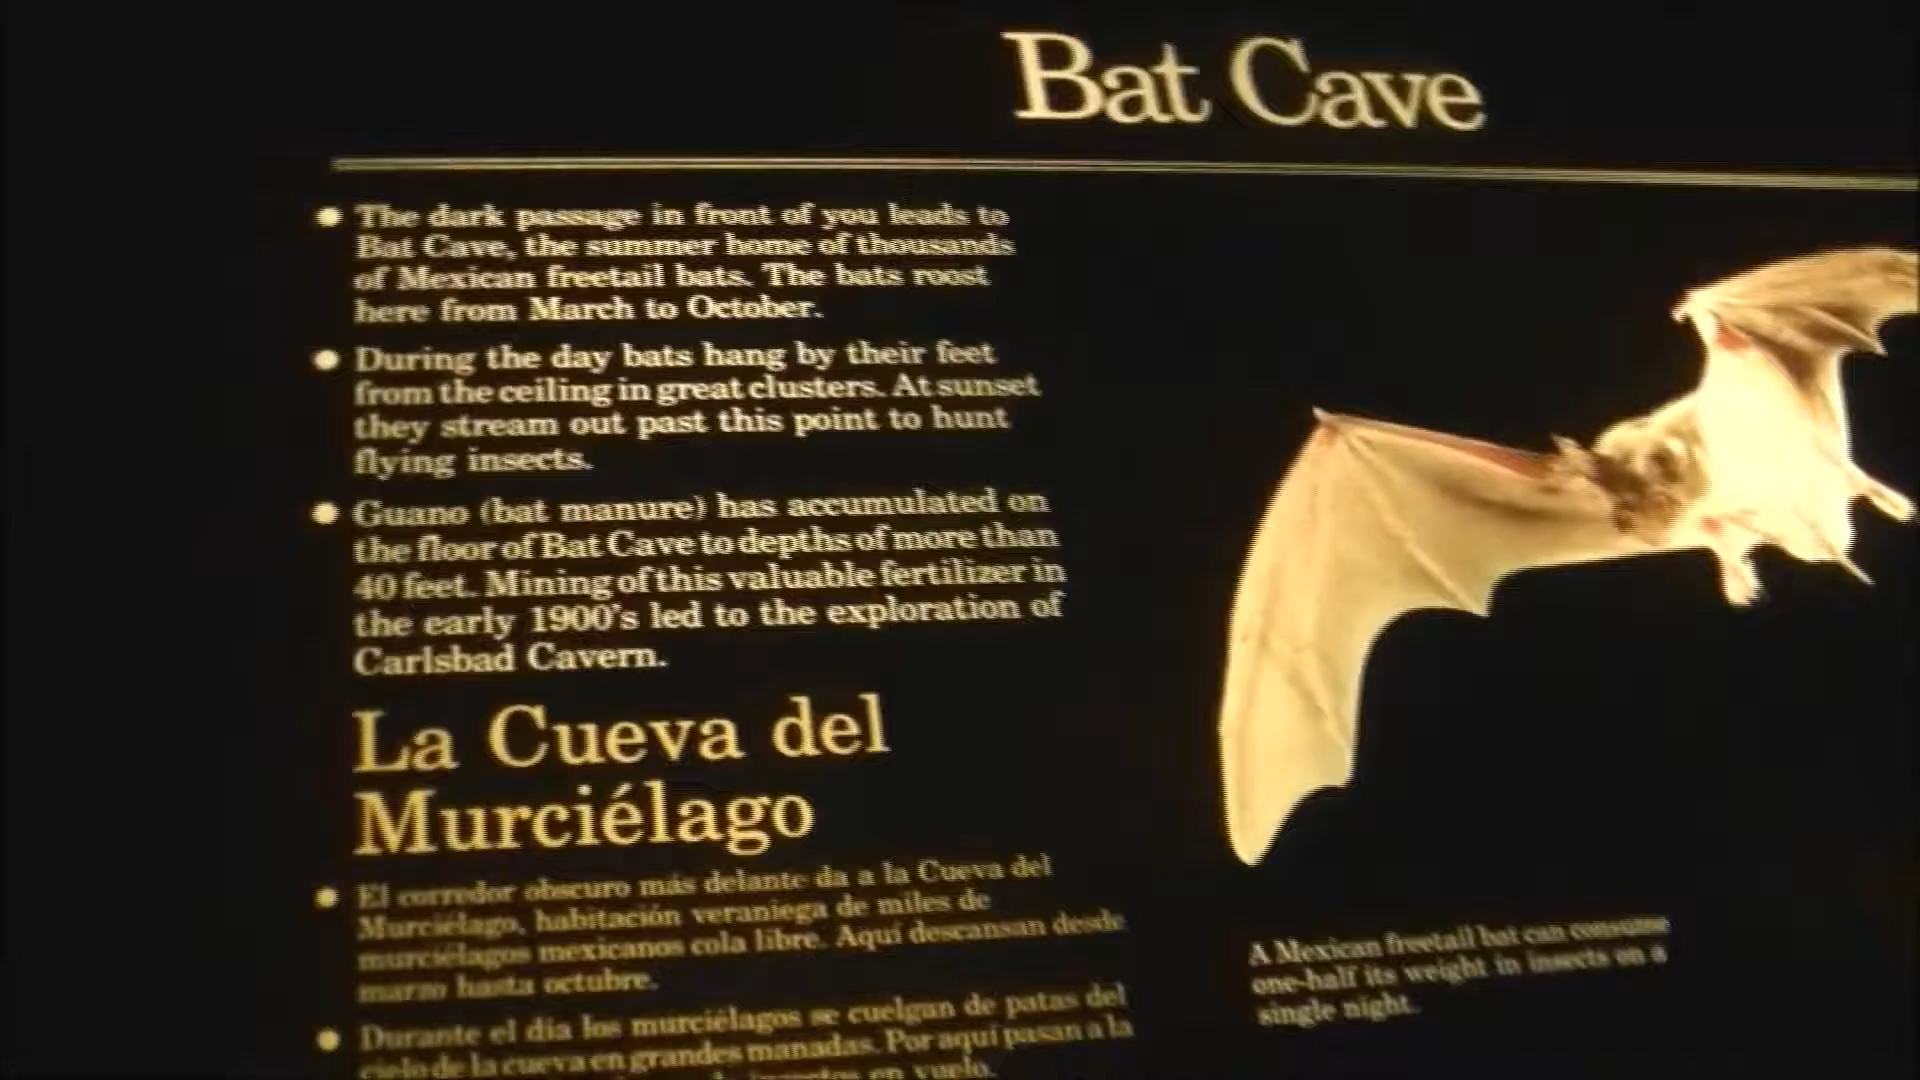 Bat Cave
The dark passage in front of you leads to
Bat Cave, the summer home of thousands
of Mexican freetail bats. The bats roost
here from March to October.
During the day bats hang by their feet
from the ceiling in great clusters. At sunset
they stream out past this point to hunt
flying insects.
Guano (bat manure) has accumulated on
the floor of Bat Cave to depths of more than
40 feet. Mining of this valuable fertilizer in
the early 1900's led to the exploration of
Carlsbad Cavern.
La Cueva del
Murciélago
El corredor obscuro más delante da a la Cueva del
Murciélago, habitación veraniega de miles de
murciélagos mexicanos cola libre. Aquí descansan desde
marzo hasta octubre.
Durante el día los murciélagos se cuelgan de patas del
cielo de la cueva en grandes manadas. Por aquí pasan a la
insectos en vuelo.
A Mexican freetail bat can consume
one-half its weight in insects on a
single night.